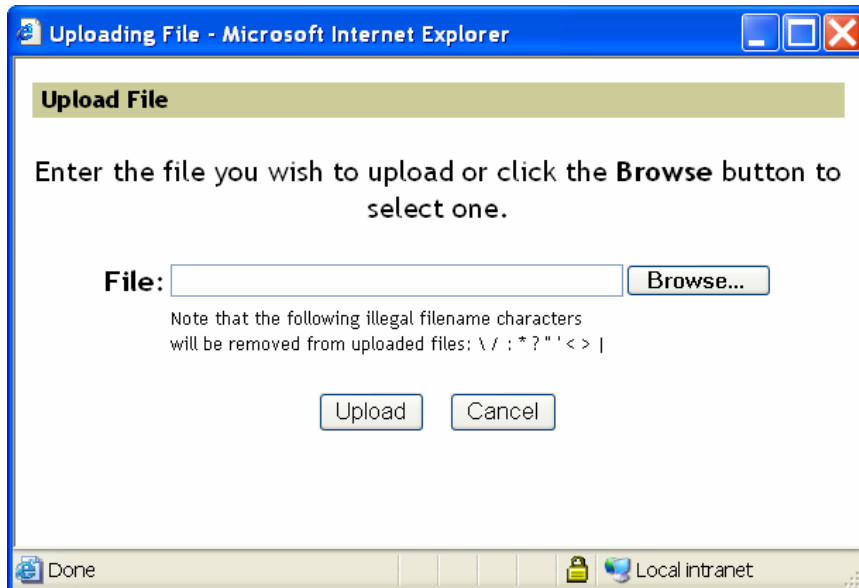 Uploading File - Microsoft Internet Explorer
Upload File
Enter the file you wish to upload or click the Browse button to
select one.
File:
Browse...
Note that the following illegal filename characters
will be removed from uploaded files: \ / : * ? " ' < > |
Upload Cancel
Done Local intranet